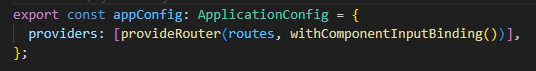 export const appConfig: ApplicationConfig = {
  providers: [provideRouter(routes, withComponentInputBinding())],
};